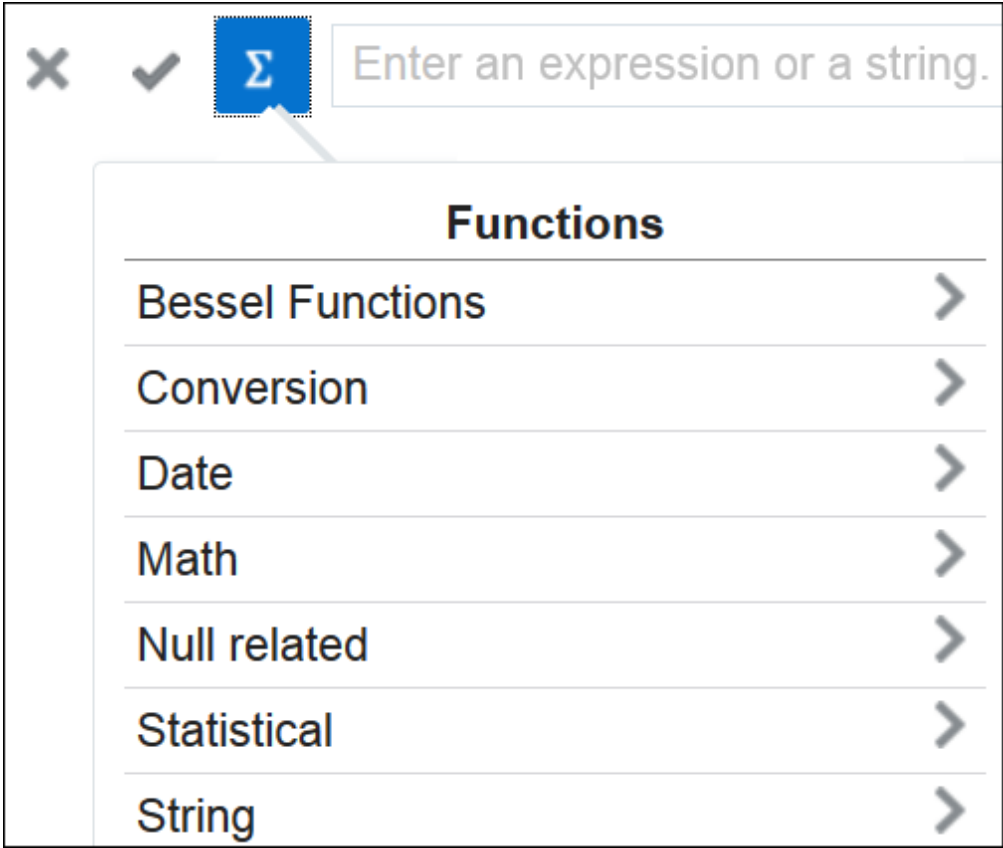 Σ Enter an expression or a string.
Functions
Bessel Functions
Conversion
Date
Math
Null related
Statistical
String